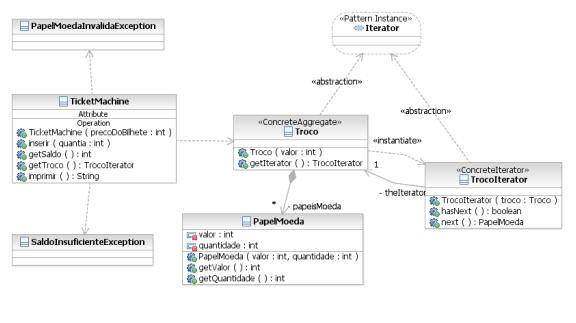 «Pattern Instance»
Iterator
PapelMoedaInvalidaException
«abstraction»
TicketMachine
Attribute
Operation
TicketMachine ( precoDoBilhete : int )
inserir ( quantia : int )
getSaldo ( ) : int
getTroco ( ) : TrocoIterator
imprimir ( ) : String
«abstraction»
«ConcreteAggregate»
Troco
Troco ( valor : int )
getIterator ( ) : TrocoIterator
«instantiate»
1
«ConcreteIterator»
TrocoIterator
TrocoIterator ( troco : Troco )
hasNext ( ) : boolean
next ( ) : PapelMoeda
- theIterator
*
- papeisMoeda
PapelMoeda
valor : int
quantidade : int
PapelMoeda ( valor : int, quantidade : int )
getValor ( ) : int
getQuantidade ( ) : int
SaldoInsuficienteException